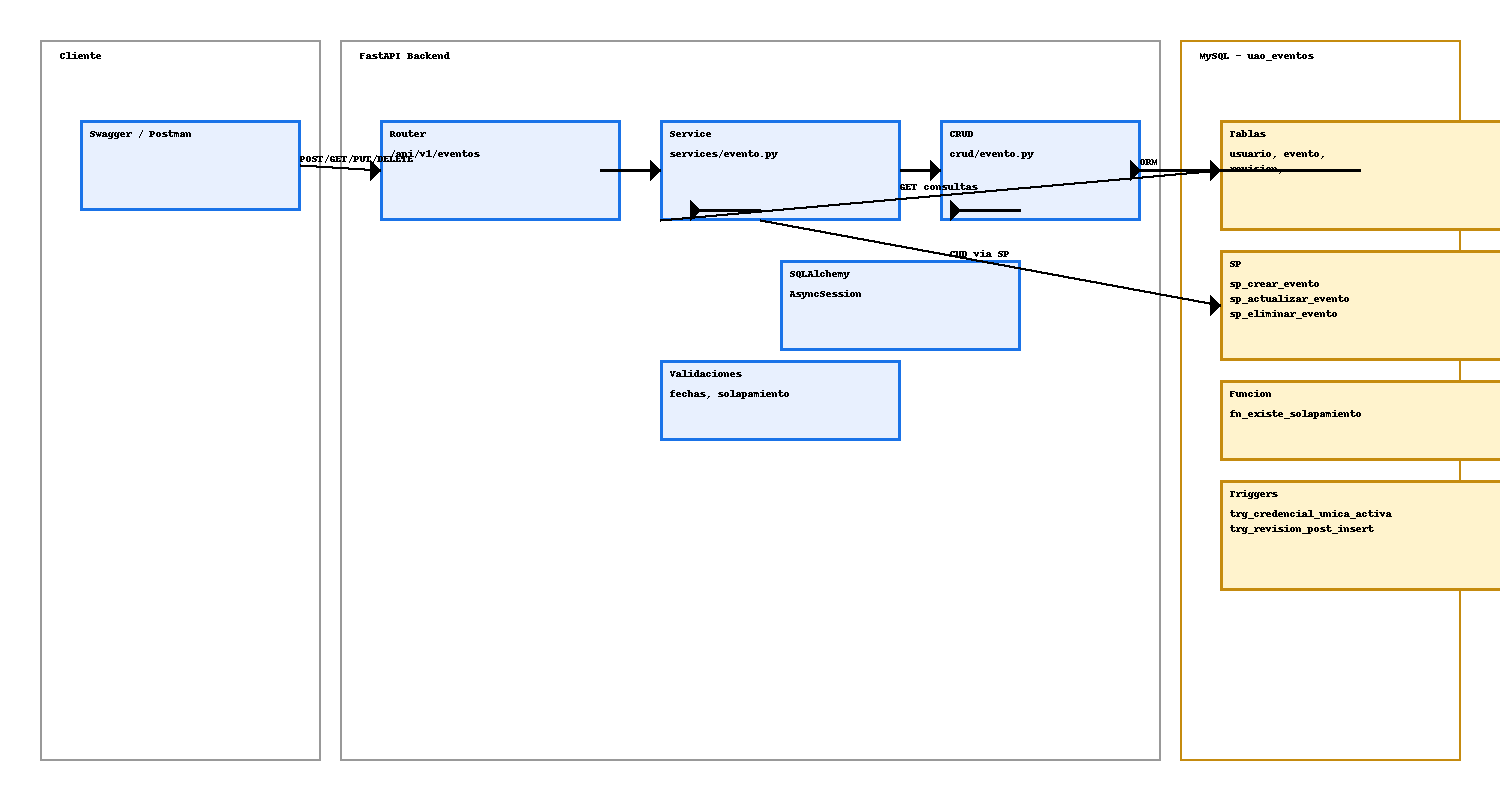 Cliente
FastAPI Backend
MySQL - uao_eventos
Swagger / Postman
POST/GET/PUT/DELETE
Router
/api/v1/eventos
Service
services/evento.py
CRUD
crud/evento.py
ORM
GET consultas
CUD via SP
SQLAlchemy
AsyncSession
Validaciones
fechas, solapamiento
Tablas
usuario, evento,
revision,
SP
sp_crear_evento
sp_actualizar_evento
sp_eliminar_evento
Funcion
fn_existe_solapamiento
Triggers
trg_credencial_unica_activa
trg_revision_post_insert